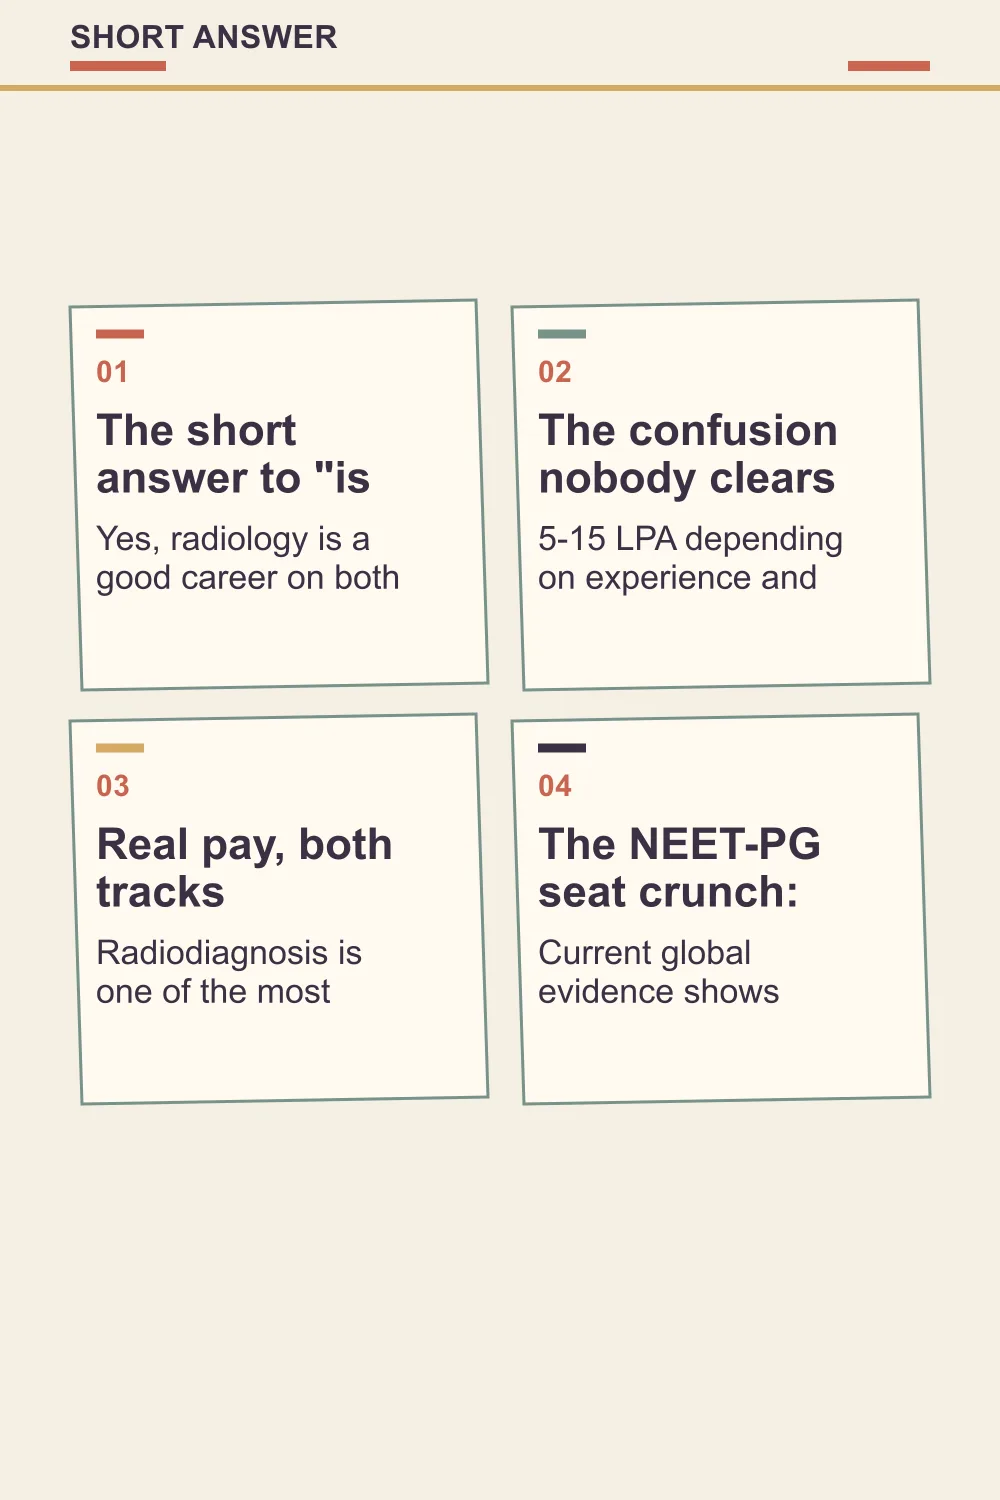 SHORT ANSWER
01
The short
answer to "is
Yes, radiology is a
good career on both
02
The confusion
nobody clears
5-15 LPA depending
on experience and
03
Real pay, both
tracks
Radiodiagnosis is
one of the most
04
The NEET-PG
seat crunch:
Current global
evidence shows